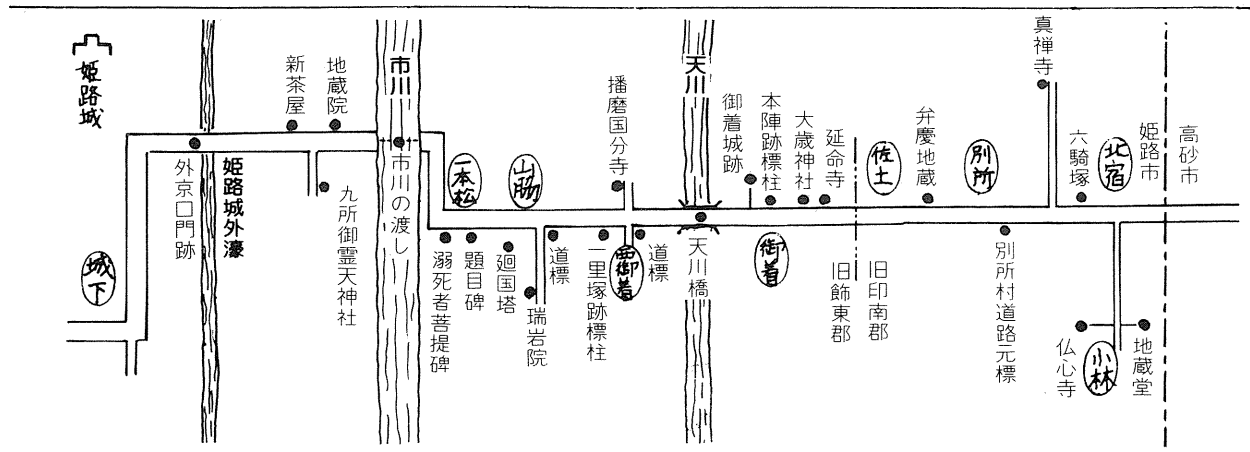 姫路城
城下
外京口門跡
姫路城外濠
新茶屋
地蔵院
九所御霊天神社
市川
市川の渡し
一本松
溺死者菩提碑
題目碑
山脇
廻国塔
瑞岩院
道標
一里塚跡標柱
播磨国分寺
西御着
道標
天川
天川橋
御着城跡
本陣跡標柱
御着
大歳神社
延命寺
旧飾東郡
旧印南郡
佐土
弁慶地蔵
別所
別所村道路元標
真禅寺
六騎塚
仏心寺
小林
地蔵堂
北宿
姫路市
高砂市